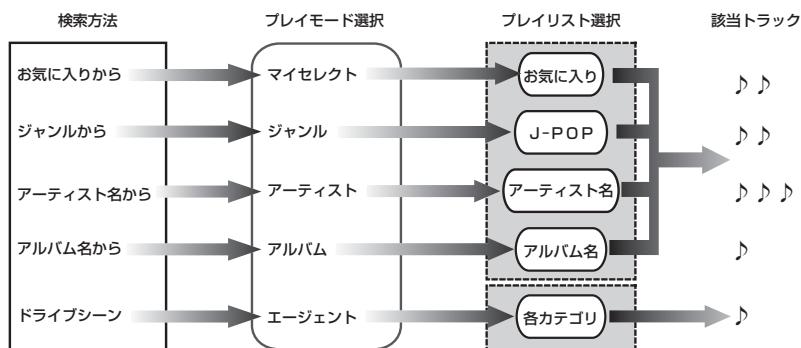 検索方法 プレイモード選択 プレイリスト選択 該当トラック
お気に入りから マイセレクト お気に入り
ジャンルから ジャンル J-POP
アーティスト名から アーティスト アーティスト名
アルバム名から アルバム アルバム名
ドライブシーン エージェント 各カテゴリ